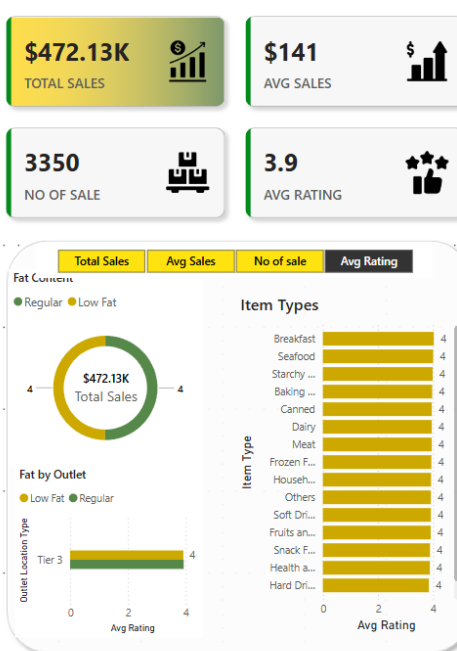 $472.13K
TOTAL SALES
$
$141
AVG SALES
$
3350
NO OF SALE
3.9
AVG RATING
Total Sales
Avg Sales
No of sale
Avg Rating
Fat Content
Regular
Low Fat
4
$472.13K
Total Sales
4
Fat by Outlet
Low Fat
Regular
Outlet Location Type
Tier 3
4
0
2
4
Avg Rating
Item Types
Item Type
Breakfast
4
Seafood
4
Starchy ...
4
Baking ...
4
Canned
4
Dairy
4
Meat
4
Frozen F...
4
Househ...
4
Others
4
Soft Dri...
4
Fruits an...
4
Snack F...
4
Health a...
4
Hard Dri...
4
0
2
4
Avg Rating